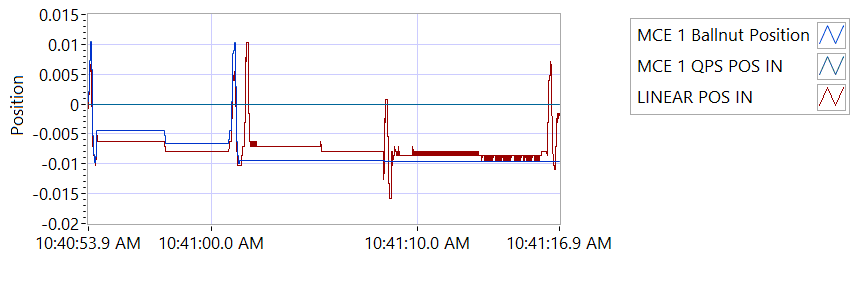 0.015
0.01
0.005
0
-0.005
-0.01
-0.015
-0.02
Position
10:40:53.9 AM
10:41:00.0 AM
10:41:10.0 AM
10:41:16.9 AM
MCE 1 Ballnut Position
MCE 1 QPS POS IN
LINEAR POS IN